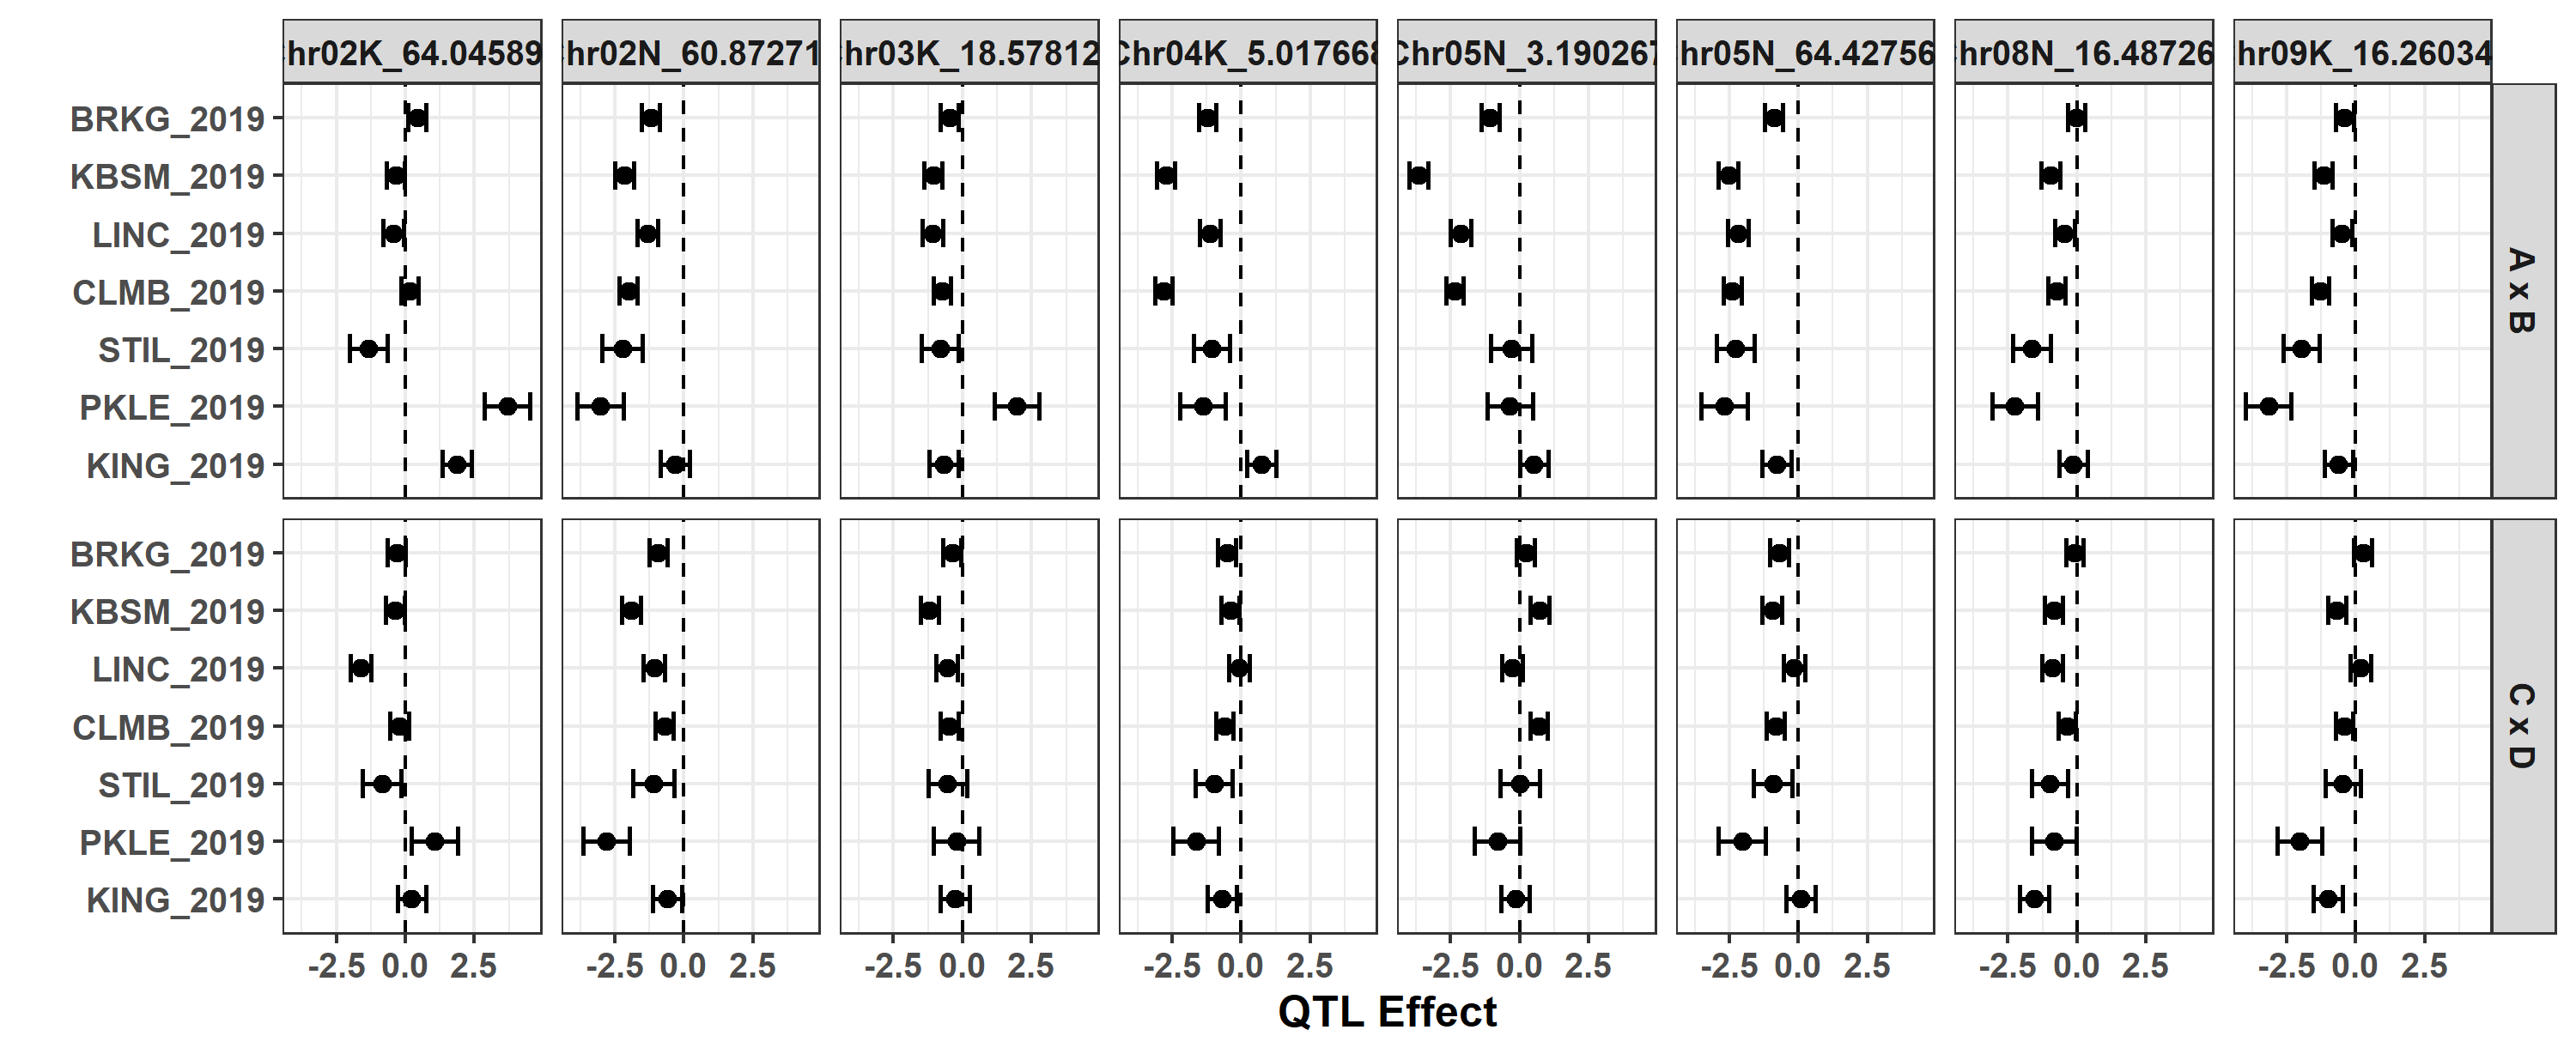 hr02K_64.04589
hr02N_60.87271
hr03K_18.57812
Chr04K_5.017668
Chr05N_3.190267
hr05N_64.42756
hr08N_16.48726
hr09K_16.26034
BRKG_2019
KBSM_2019
LINC_2019
CLMB_2019
STIL_2019
PKLE_2019
KING_2019
A x B
BRKG_2019
KBSM_2019
LINC_2019
CLMB_2019
STIL_2019
PKLE_2019
KING_2019
C x D
-2.5 0.0 2.5 -2.5 0.0 2.5 -2.5 0.0 2.5 -2.5 0.0 2.5 -2.5 0.0 2.5 -2.5 0.0 2.5 -2.5 0.0 2.5 -2.5 0.0 2.5
QTL Effect